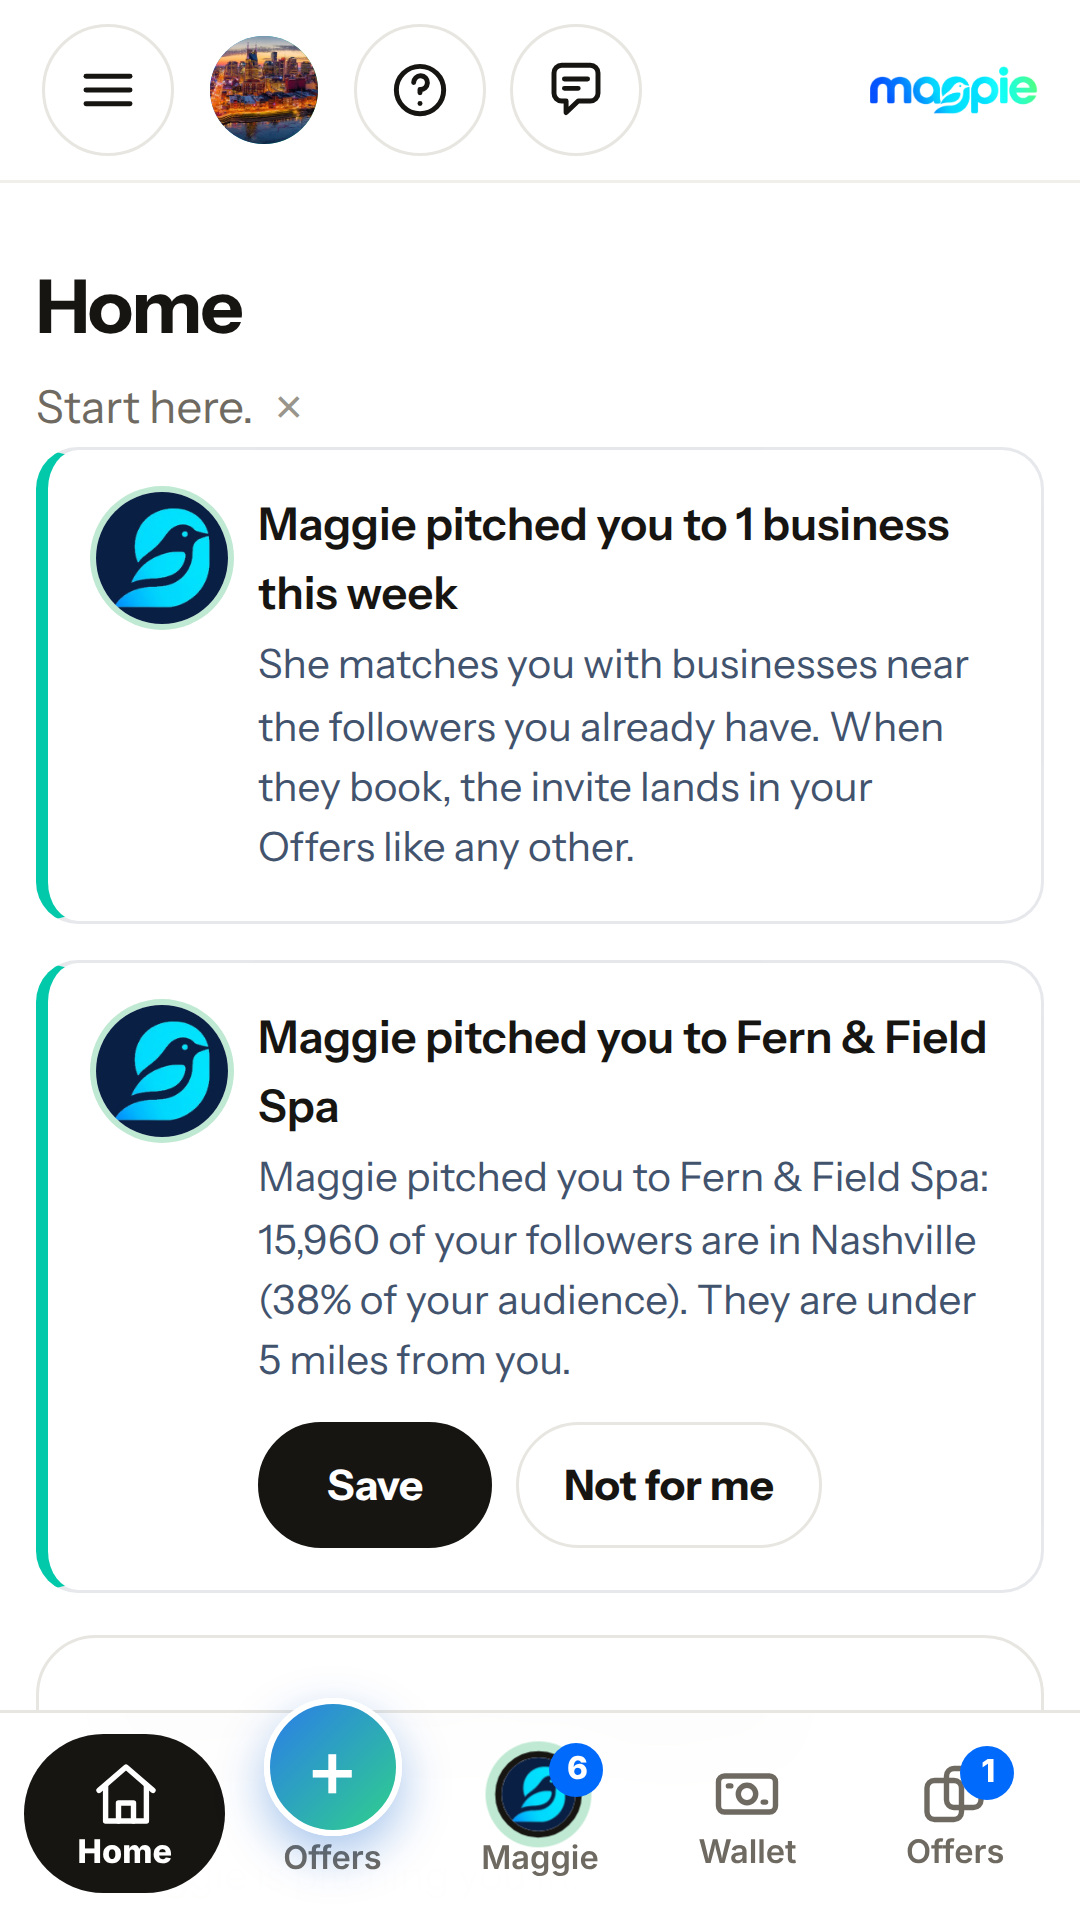 magpie
Home
Start here. ×
Maggie pitched you to 1 business
this week
She matches you with businesses near
the followers you already have. When
they book, the invite lands in your
Offers like any other.
Maggie pitched you to Fern & Field
Spa
Maggie pitched you to Fern & Field Spa:
15,960 of your followers are in Nashville
(38% of your audience). They are under
5 miles from you.
Save
Not for me
Home
+
Offers
6
Maggie
Wallet
1
Offers